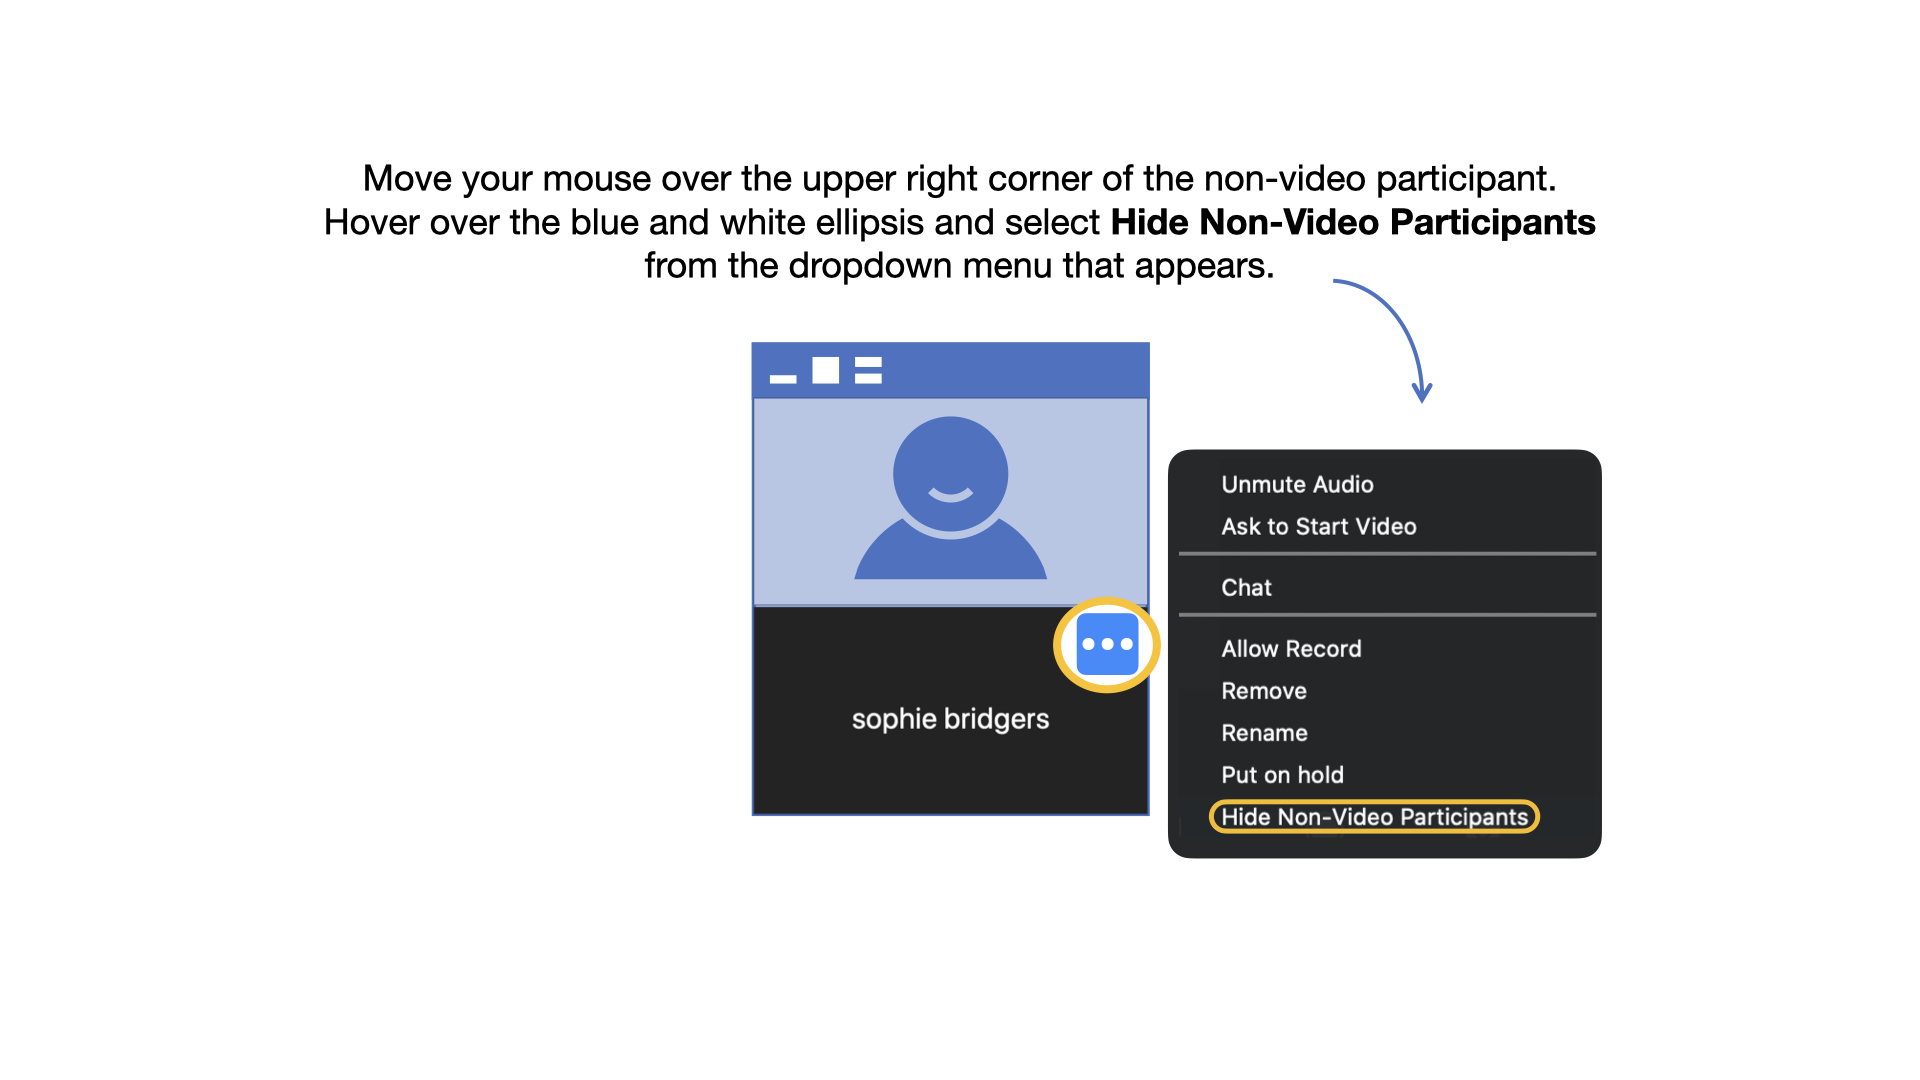 Move your mouse over the upper right corner of the non-video participant.
Hover over the blue and white ellipsis and select Hide Non-Video Participants
from the dropdown menu that appears.
sophie bridgers
Unmute Audio
Ask to Start Video
Chat
Allow Record
Remove
Rename
Put on hold
Hide Non-Video Participants